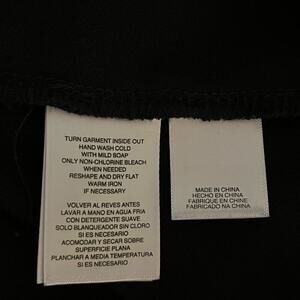 TURN GARMENT INSIDE OUT
HAND WASH COLD
WITH MILD SOAP
ONLY NON-CHLORINE BLEACH
WHEN NEEDED
RESHAPE AND DRY FLAT
WARM IRON
IF NECESSARY
VOLVER AL REVES ANTES
LAVAR A MANO EN AGUA FRIA
CON DETERGENTE SUAVE
SOLO BLANQUEADOR SIN CLORO
SI ES NECESARIO
ACOMODAR Y SECAR SOBRE
SUPERFICIE PLANA
PLANCHAR A MEDIA TEMPERATURA
SI ES NECESARIO
MADE IN CHINA
HECHO EN CHINA
FABRIQUE EN CHINE
FABRICADO NA CHINA